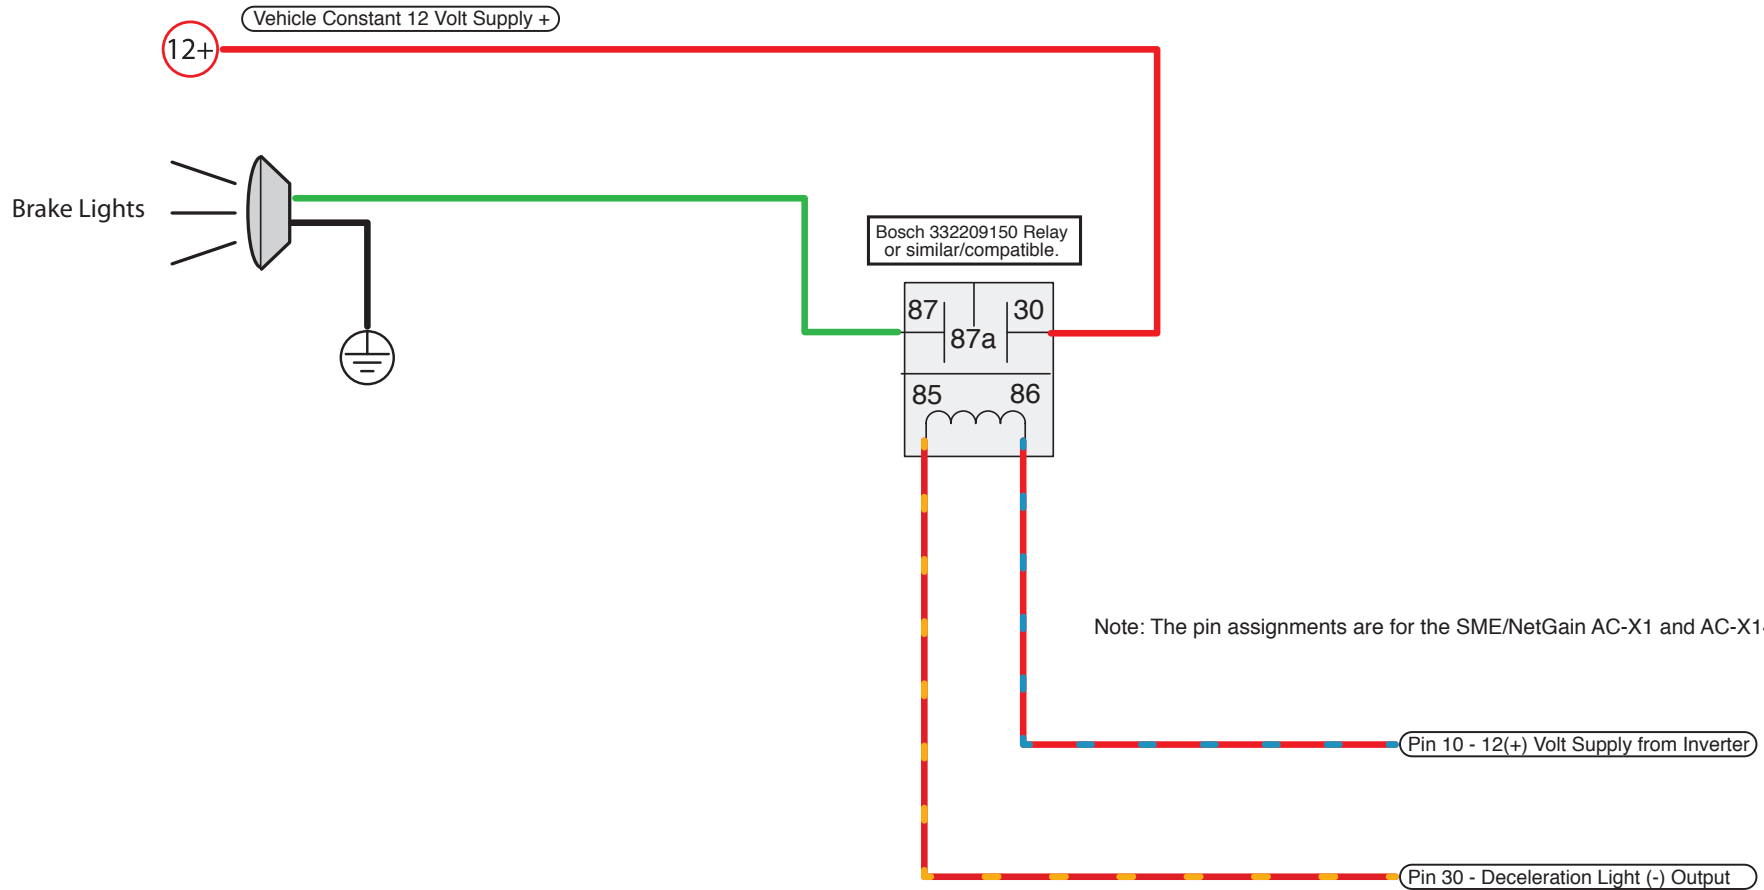 Vehicle Constant 12 Volt Supply +
12+
Brake Lights
Bosch 332209150 Relay
or similar/compatible.
87
30
87a
85
86
Note: The pin assignments are for the SME/NetGain AC-X1 and
Pin 10 - 12(+) Volt Supply from Inverter
Pin 30 - Deceleration Light (-) Output